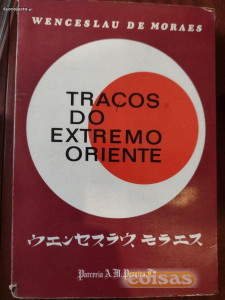 WENCESLAU DE MORAES
TRAÇOS
DO
EXTREMO
ORIENTE
ウエンセスラウ モラエス
Parceria A. M. Pereira
coisas